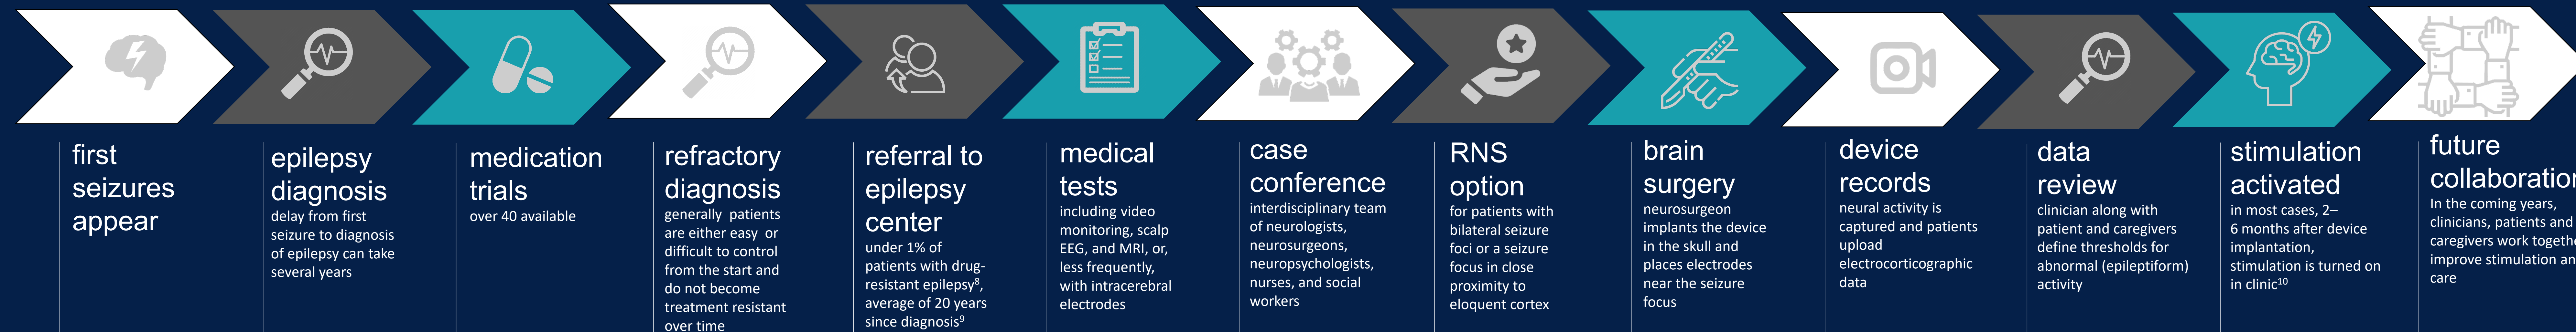 first
seizures
appear
epilepsy
diagnosis
delay from first
seizure to diagnosis
of epilepsy can take
several years
medication
trials
over 40 available
refractory
diagnosis
generally patients
are either easy or
difficult to control
from the start and
do not become
treatment resistant
over time
referral to
epilepsy
center
under 1% of
patients with drug-
resistant epilepsy⁸,
average of 20 years
since diagnosis⁹
medical
tests
including video
monitoring, scalp
EEG, and MRI, or,
less frequently,
with intracerebral
electrodes
case
conference
interdisciplinary team
of neurologists,
neurosurgeons,
neuropsychologists,
nurses, and social
workers
RNS
option
for patients with
bilateral seizure
foci or a seizure
focus in close
proximity to
eloquent cortex
brain
surgery
neurosurgeon
implants the device
in the skull and
places electrodes
near the seizure
focus
device
records
neural activity is
captured and patients
upload
electrocorticographic
data
data
review
clinician along with
patient and caregivers
define thresholds for
abnormal (epileptiform)
activity
stimulation
activated
in most cases, 2–
6 months after device
implantation,
stimulation is turned on
in clinic¹⁰
future
collaboration
In the coming years,
clinicians, patients and
caregivers work togethe
improve stimulation an
care